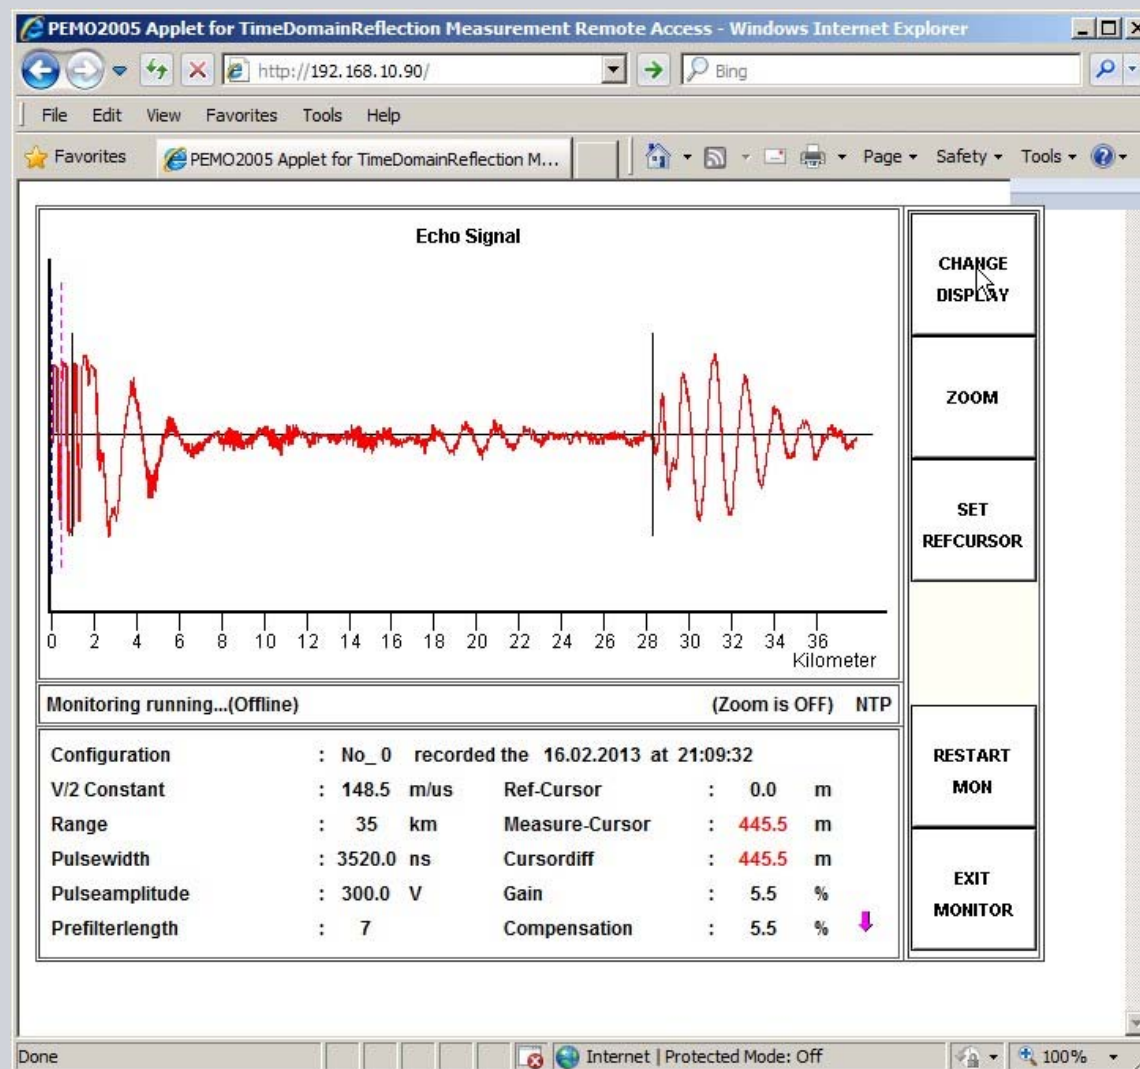 PEMO2005 Applet for TimeDomainReflection Measurement Remote Access - Windows Internet Explorer
http://192.168.10.90/
Bing
File Edit View Favorites Tools Help
Favorites
PEMO2005 Applet for TimeDomainReflection M...
Page Safety Tools
Echo Signal
0 2 4 6 8 10 12 14 16 18 20 22 24 26 28 30 32 34 36
Kilometer
CHANGE
DISPLAY
ZOOM
SET
REFCURSOR
Monitoring running...(Offline) (Zoom is OFF) NTP
Configuration : No_0 recorded the 16.02.2013 at 21:09:32
V/2 Constant : 148.5 m/us Ref-Cursor : 0.0 m
Range : 35 km Measure-Cursor : 445.5 m
Pulsewidth : 3520.0 ns Cursordiff : 445.5 m
Pulseamplitude : 300.0 V Gain : 5.5 %
Prefilterlength : 7 Compensation : 5.5 %
RESTART
MON
EXIT
MONITOR
Done
Internet | Protected Mode: Off
100%